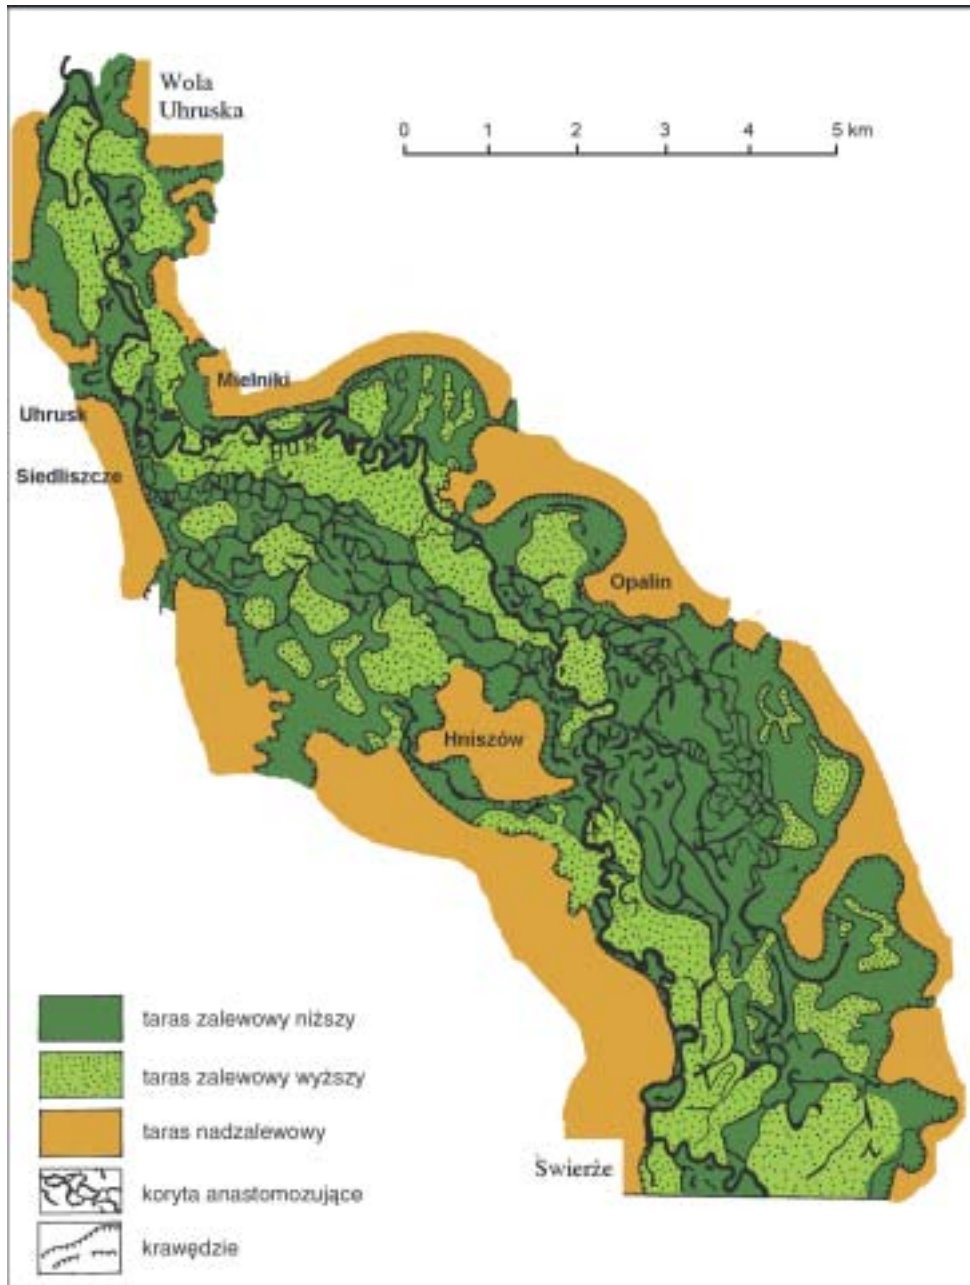 Wola
Uhruska
0 1 2 3 4 5 km
Mielniki
Uhrusk
BUG
Siedliszcze
Opalin
Hniszów
taras zalewowy niższy
taras zalewowy wyższy
taras nadzalewowy
Swierże
koryta anastomozujące
krawędzie